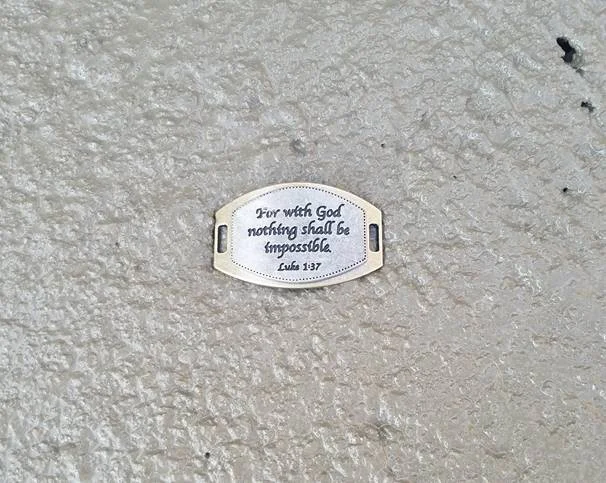 For with God
nothing shall be
impossible.
Luke 1:37